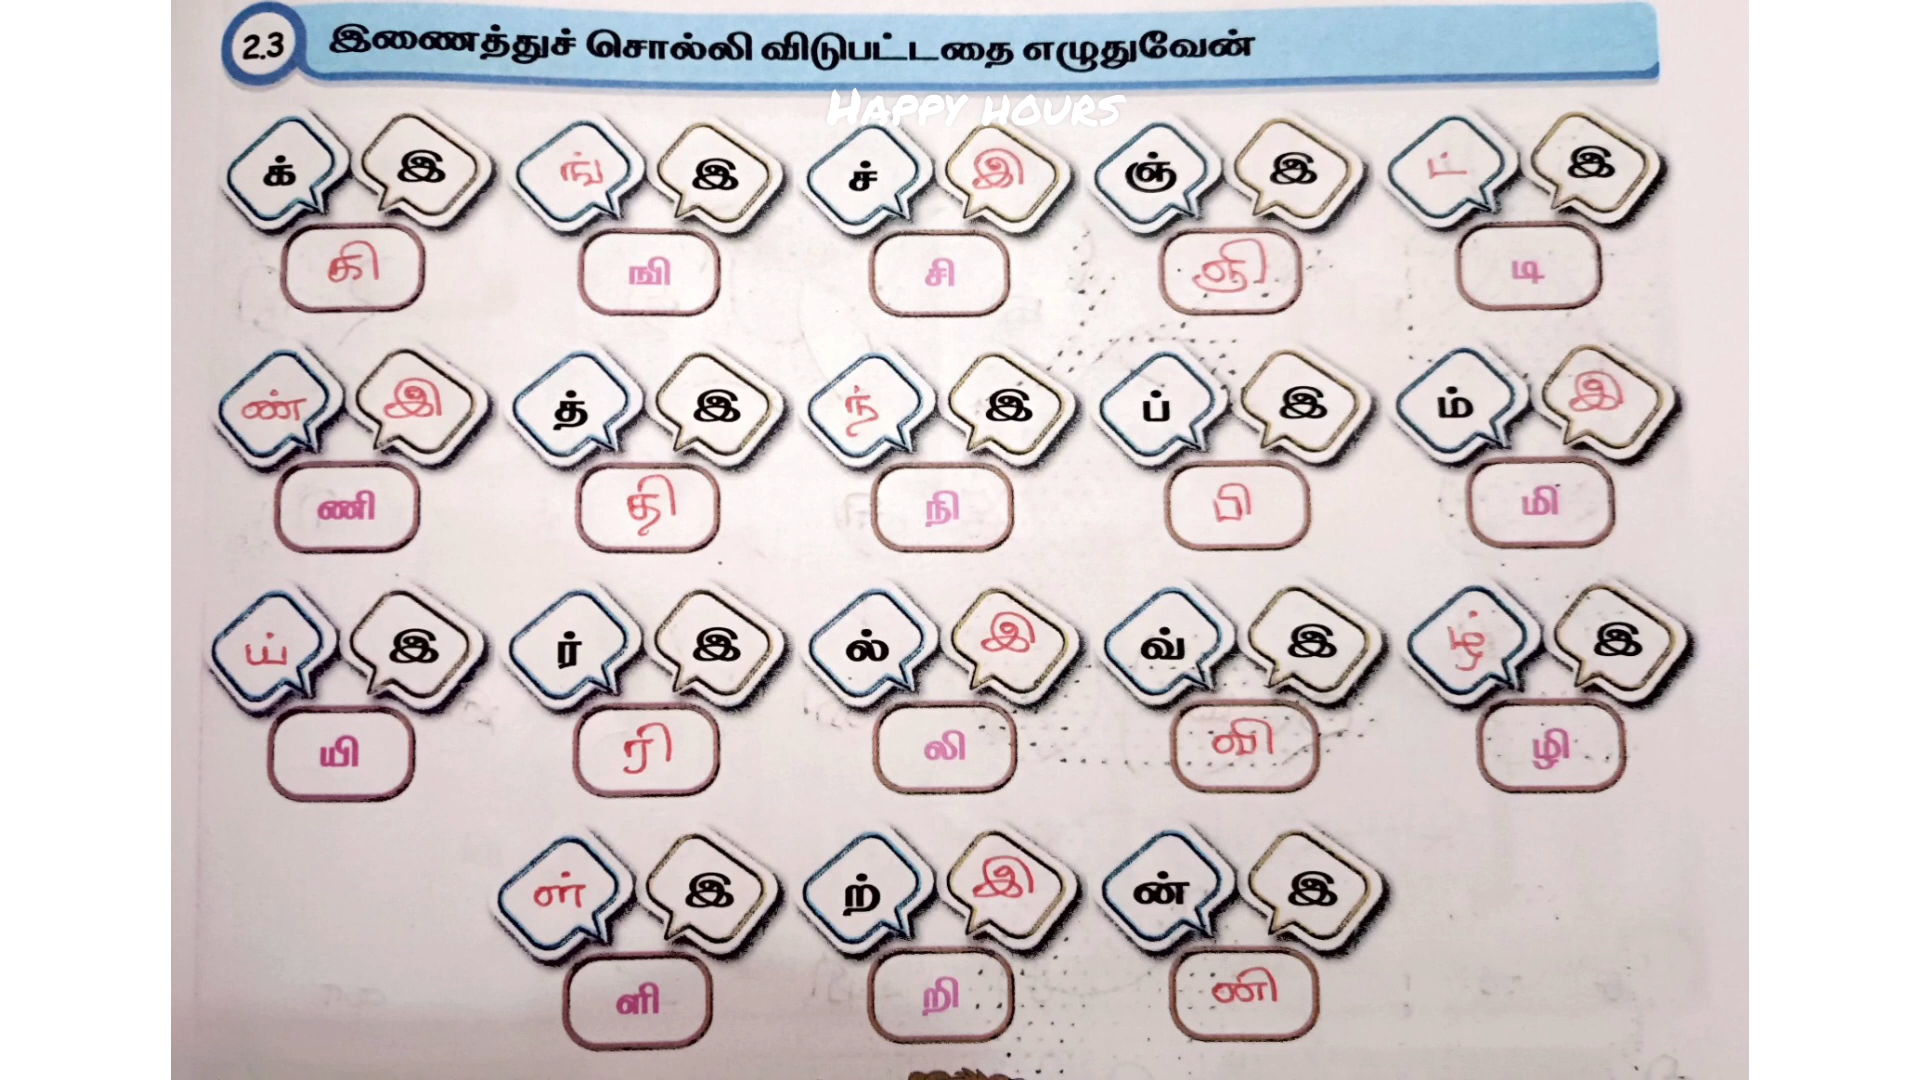 2.3 இணைத்துச் சொல்லி விடுபட்டதை எழுதுவேன்
Happy hours
க் இ ங் இ ச் இ ஞ் இ ட் இ
கி ஙி சி ஞி டி
ண் இ த் இ ந் இ ப் இ ம் இ
ணி தி நி பி மி
ய் இ ர் இ ல் இ வ் இ ழ் இ
யி ரி லி வி ழி
ள் இ ற் இ ன் இ
ளி றி னி